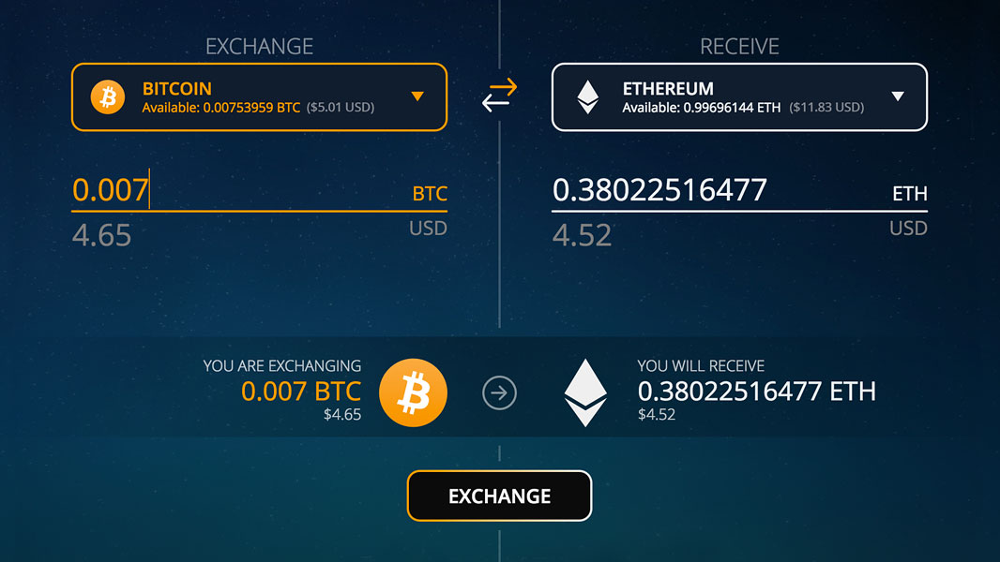 EXCHANGE
BITCOIN
Available: 0.00753959 BTC ($5.01 USD)
0.007 BTC
4.65 USD
RECEIVE
ETHEREUM
Available: 0.99696144 ETH ($11.83 USD)
0.38022516477 ETH
4.52 USD
YOU ARE EXCHANGING
0.007 BTC
$4.65
YOU WILL RECEIVE
0.38022516477 ETH
$4.52
EXCHANGE